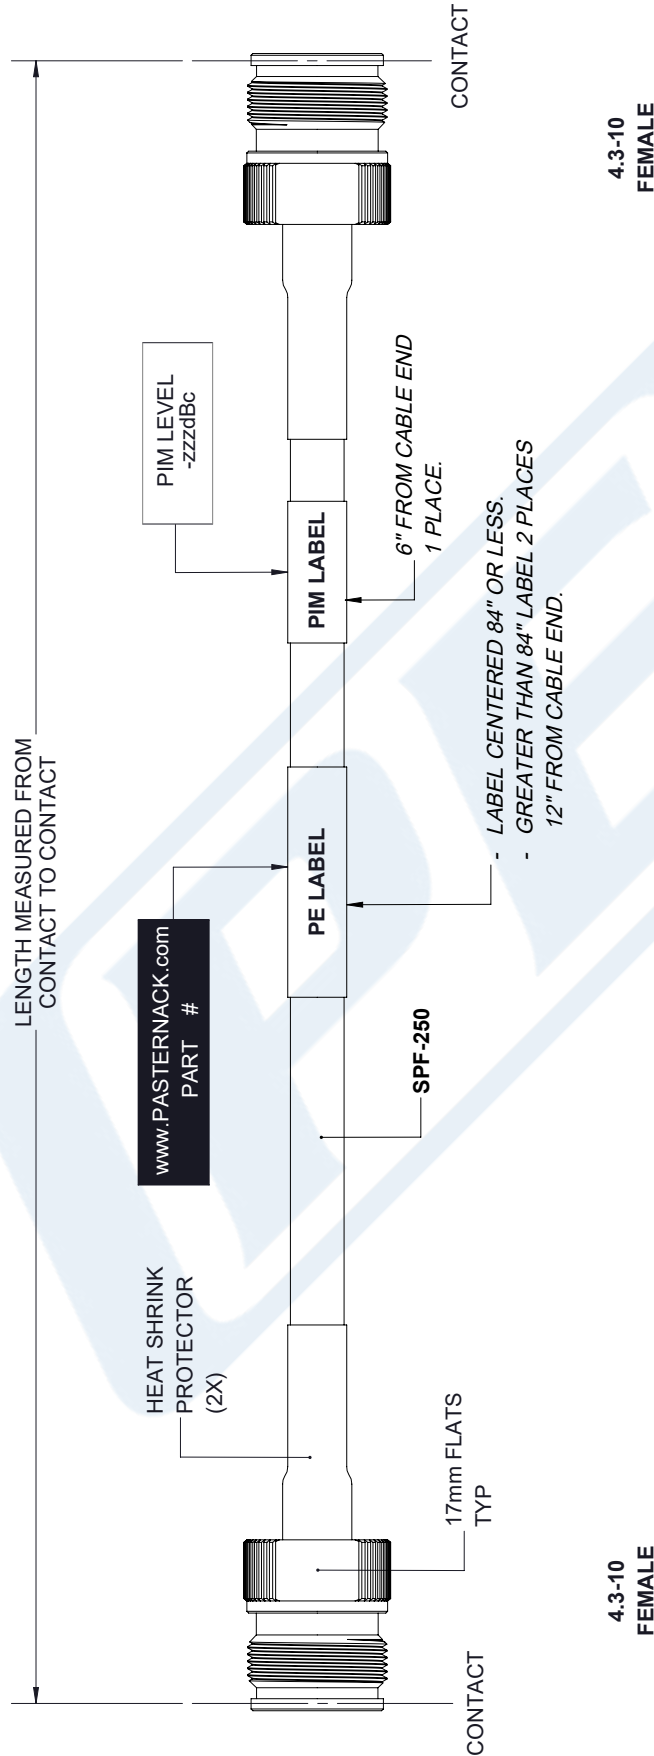 LENGTH MEASURED FROM
CONTACT TO CONTACT
HEAT SHRINK
PROTECTOR
(2X)
www.PASTERNACK.com
PART #
PIM LEVEL
-zzzdBc
PE LABEL
PIM LABEL
CONTACT
17mm FLATS
TYP
SPF-250
- LABEL CENTERED 84" OR LESS.
- GREATER THAN 84" LABEL 2 PLACES
12" FROM CABLE END.
6" FROM CABLE END
1 PLACE.
CONTACT
4.3-10
FEMALE
4.3-10
FEMALE